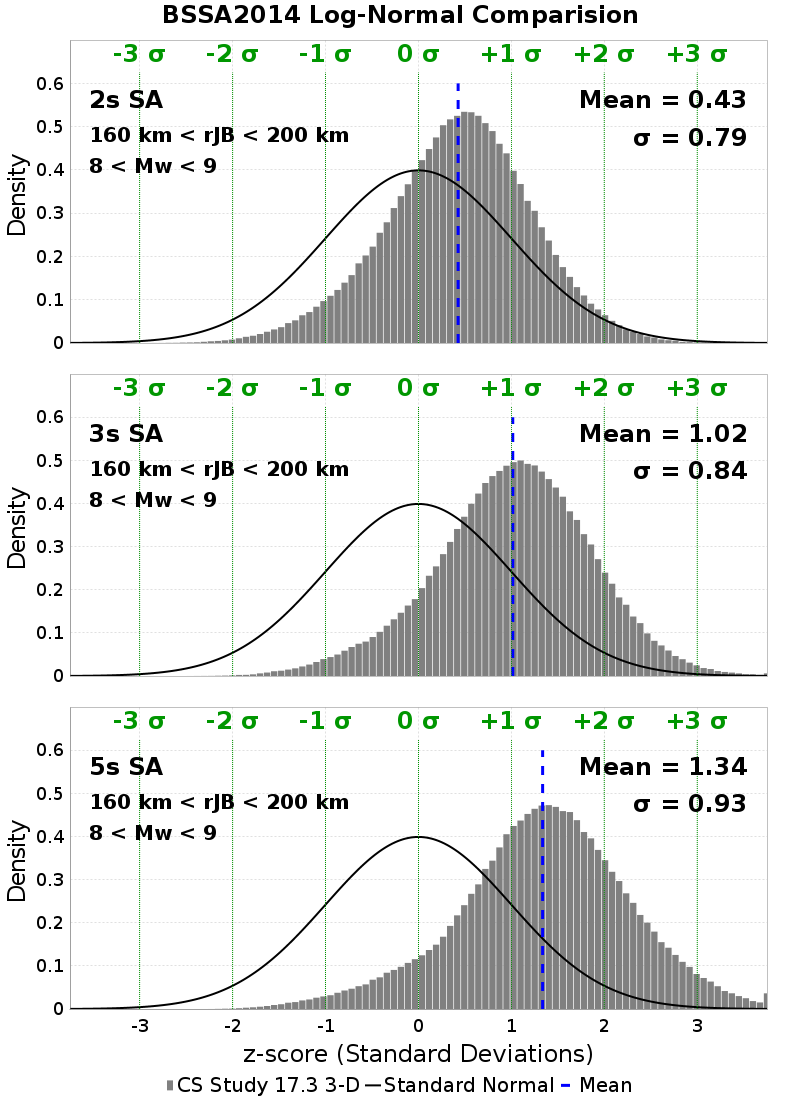 BSSA2014 Log-Normal Comparision
-3 σ -2 σ -1 σ 0 σ +1 σ +2 σ +3 σ
0.6
2s SA Mean = 0.43
0.5
160 km < rJB < 200 km σ = 0.79
8 < Mw < 9
0.4
Density
0.3
0.2
0.1
0
-3 σ -2 σ -1 σ 0 σ +1 σ +2 σ +3 σ
0.6
3s SA Mean = 1.02
0.5
160 km < rJB < 200 km σ = 0.84
8 < Mw < 9
0.4
Density
0.3
0.2
0.1
0
-3 σ -2 σ -1 σ 0 σ +1 σ +2 σ +3 σ
0.6
5s SA Mean = 1.34
0.5
160 km < rJB < 200 km σ = 0.93
8 < Mw < 9
0.4
Density
0.3
0.2
0.1
0
-3 -2 -1 0 1 2 3
z-score (Standard Deviations)
CS Study 17.3 3-D Standard Normal Mean